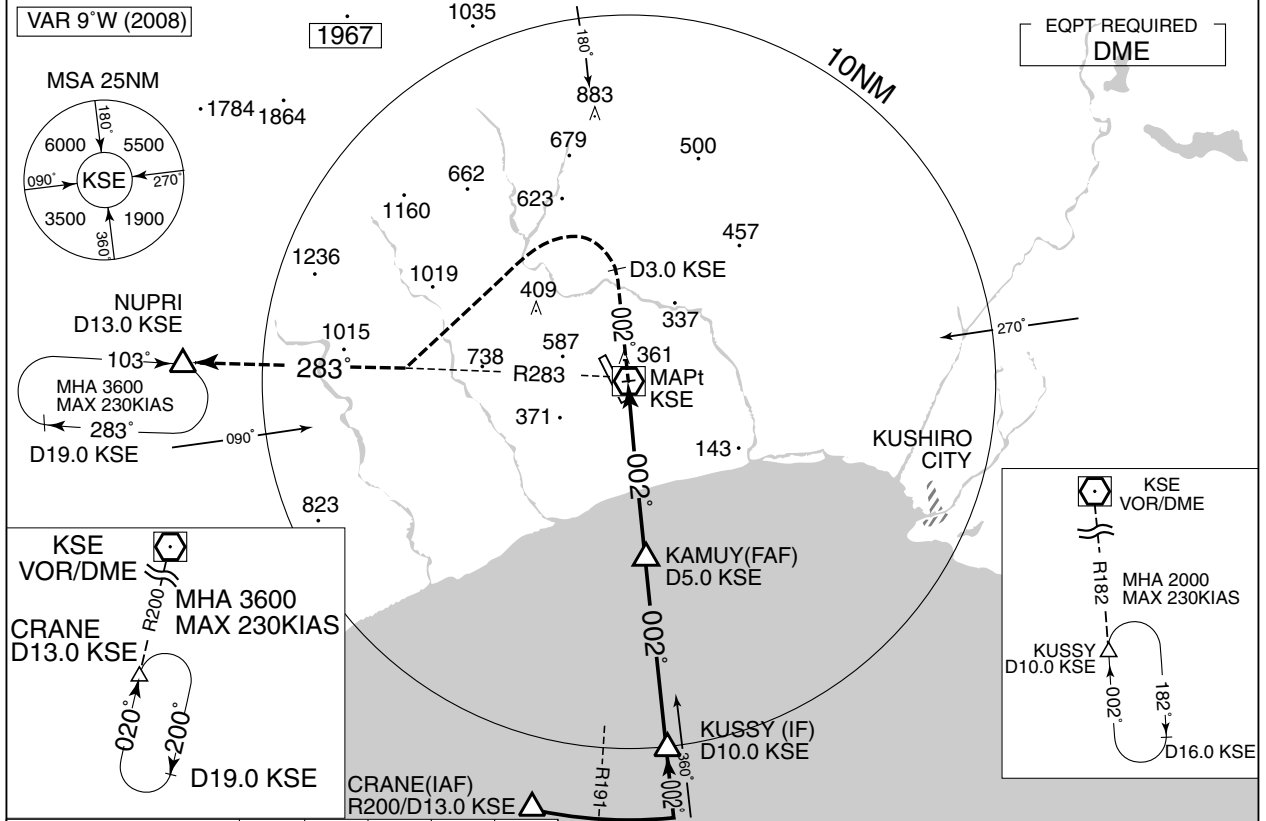 VAR 9°W (2008)
1967
1035
180°
EQPT REQUIRED
DME
10NM
MSA 25NM
180°
6000
5500
090°
KSE
270°
3500
1900
360°
1784
1864
883
679
500
662
623
1160
457
1236
1019
D3.0 KSE
409
NUPRI
D13.0 KSE
002°
337
270°
1015
103°
283°
738
587
361
R283
MAPt
KSE
MHA 3600
MAX 230KIAS
283°
D19.0 KSE
090°
371
143
002°
KUSHIRO
CITY
823
KAMUY(FAF)
D5.0 KSE
002°
KUSSY (IF)
D10.0 KSE
360°
002°
R191
CRANE(IAF)
R200/D13.0 KSE
KSE
VOR/DME
R200
MHA 3600
MAX 230KIAS
CRANE
D13.0 KSE
020°
200°
D19.0 KSE
KSE
VOR/DME
R182
MHA 2000
MAX 230KIAS
KUSSY
D10.0 KSE
002°
182°
D16.0 KSE